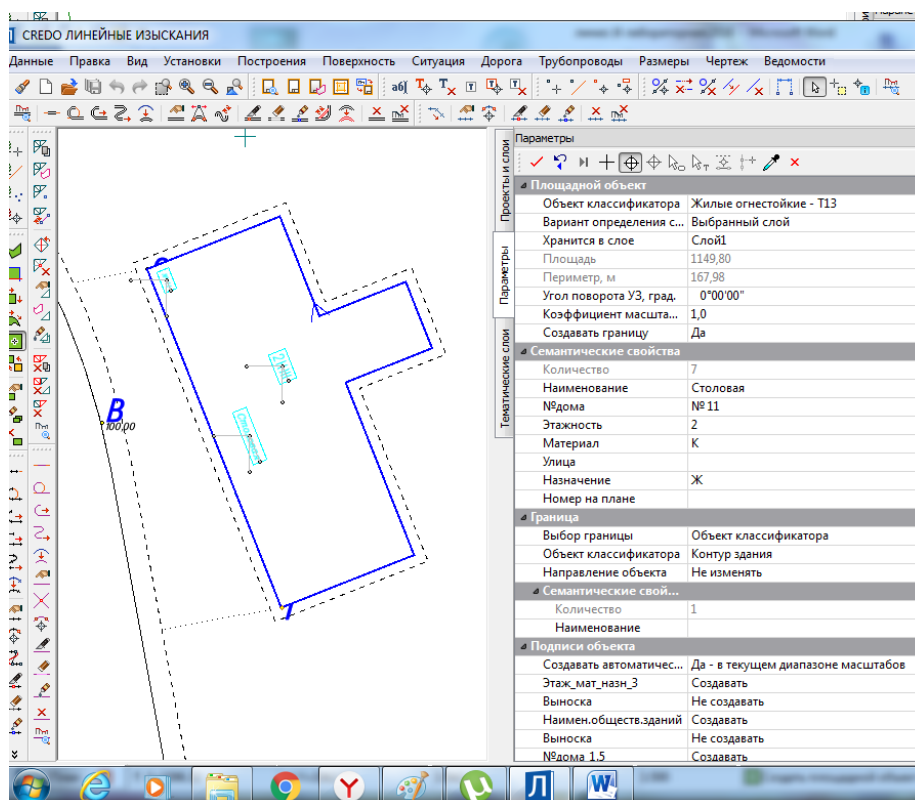 CREDO ЛИНЕЙНЫЕ ИЗЫСКАНИЯ
Данные Правка Вид Установки Построения Поверхность Ситуация Дорога Трубопроводы Размеры Чертеж Ведомости
Параметры
Проекты и слои
Параметры
Тематические слои
Площадной объект
Объект классификатора Жилые огнестойкие - Т13
Вариант определения с... Выбранный слой
Хранится в слое Слой1
Площадь 1149,80
Периметр, м 167,98
Угол поворота УЗ, град. 0°00'00"
Коэффициент масшта... 1,0
Создавать границу Да
Семантические свойства
Количество 7
Наименование Столовая
№дома № 11
Этажность 2
Материал К
Улица
Назначение Ж
Номер на плане
Граница
Выбор границы Объект классификатора
Объект классификатора Контур здания
Направление объекта Не изменять
Семантические свой...
Количество 1
Наименование
Подписи объекта
Создавать автоматичес... Да - в текущем диапазоне масштабов
Этаж_мат_назн_3 Создавать
Выноска Не создавать
Наимен.обществ.зданий Создавать
Выноска Не создавать
№дома 1,5 Создавать
2КЖ
Столовая
В
100,00